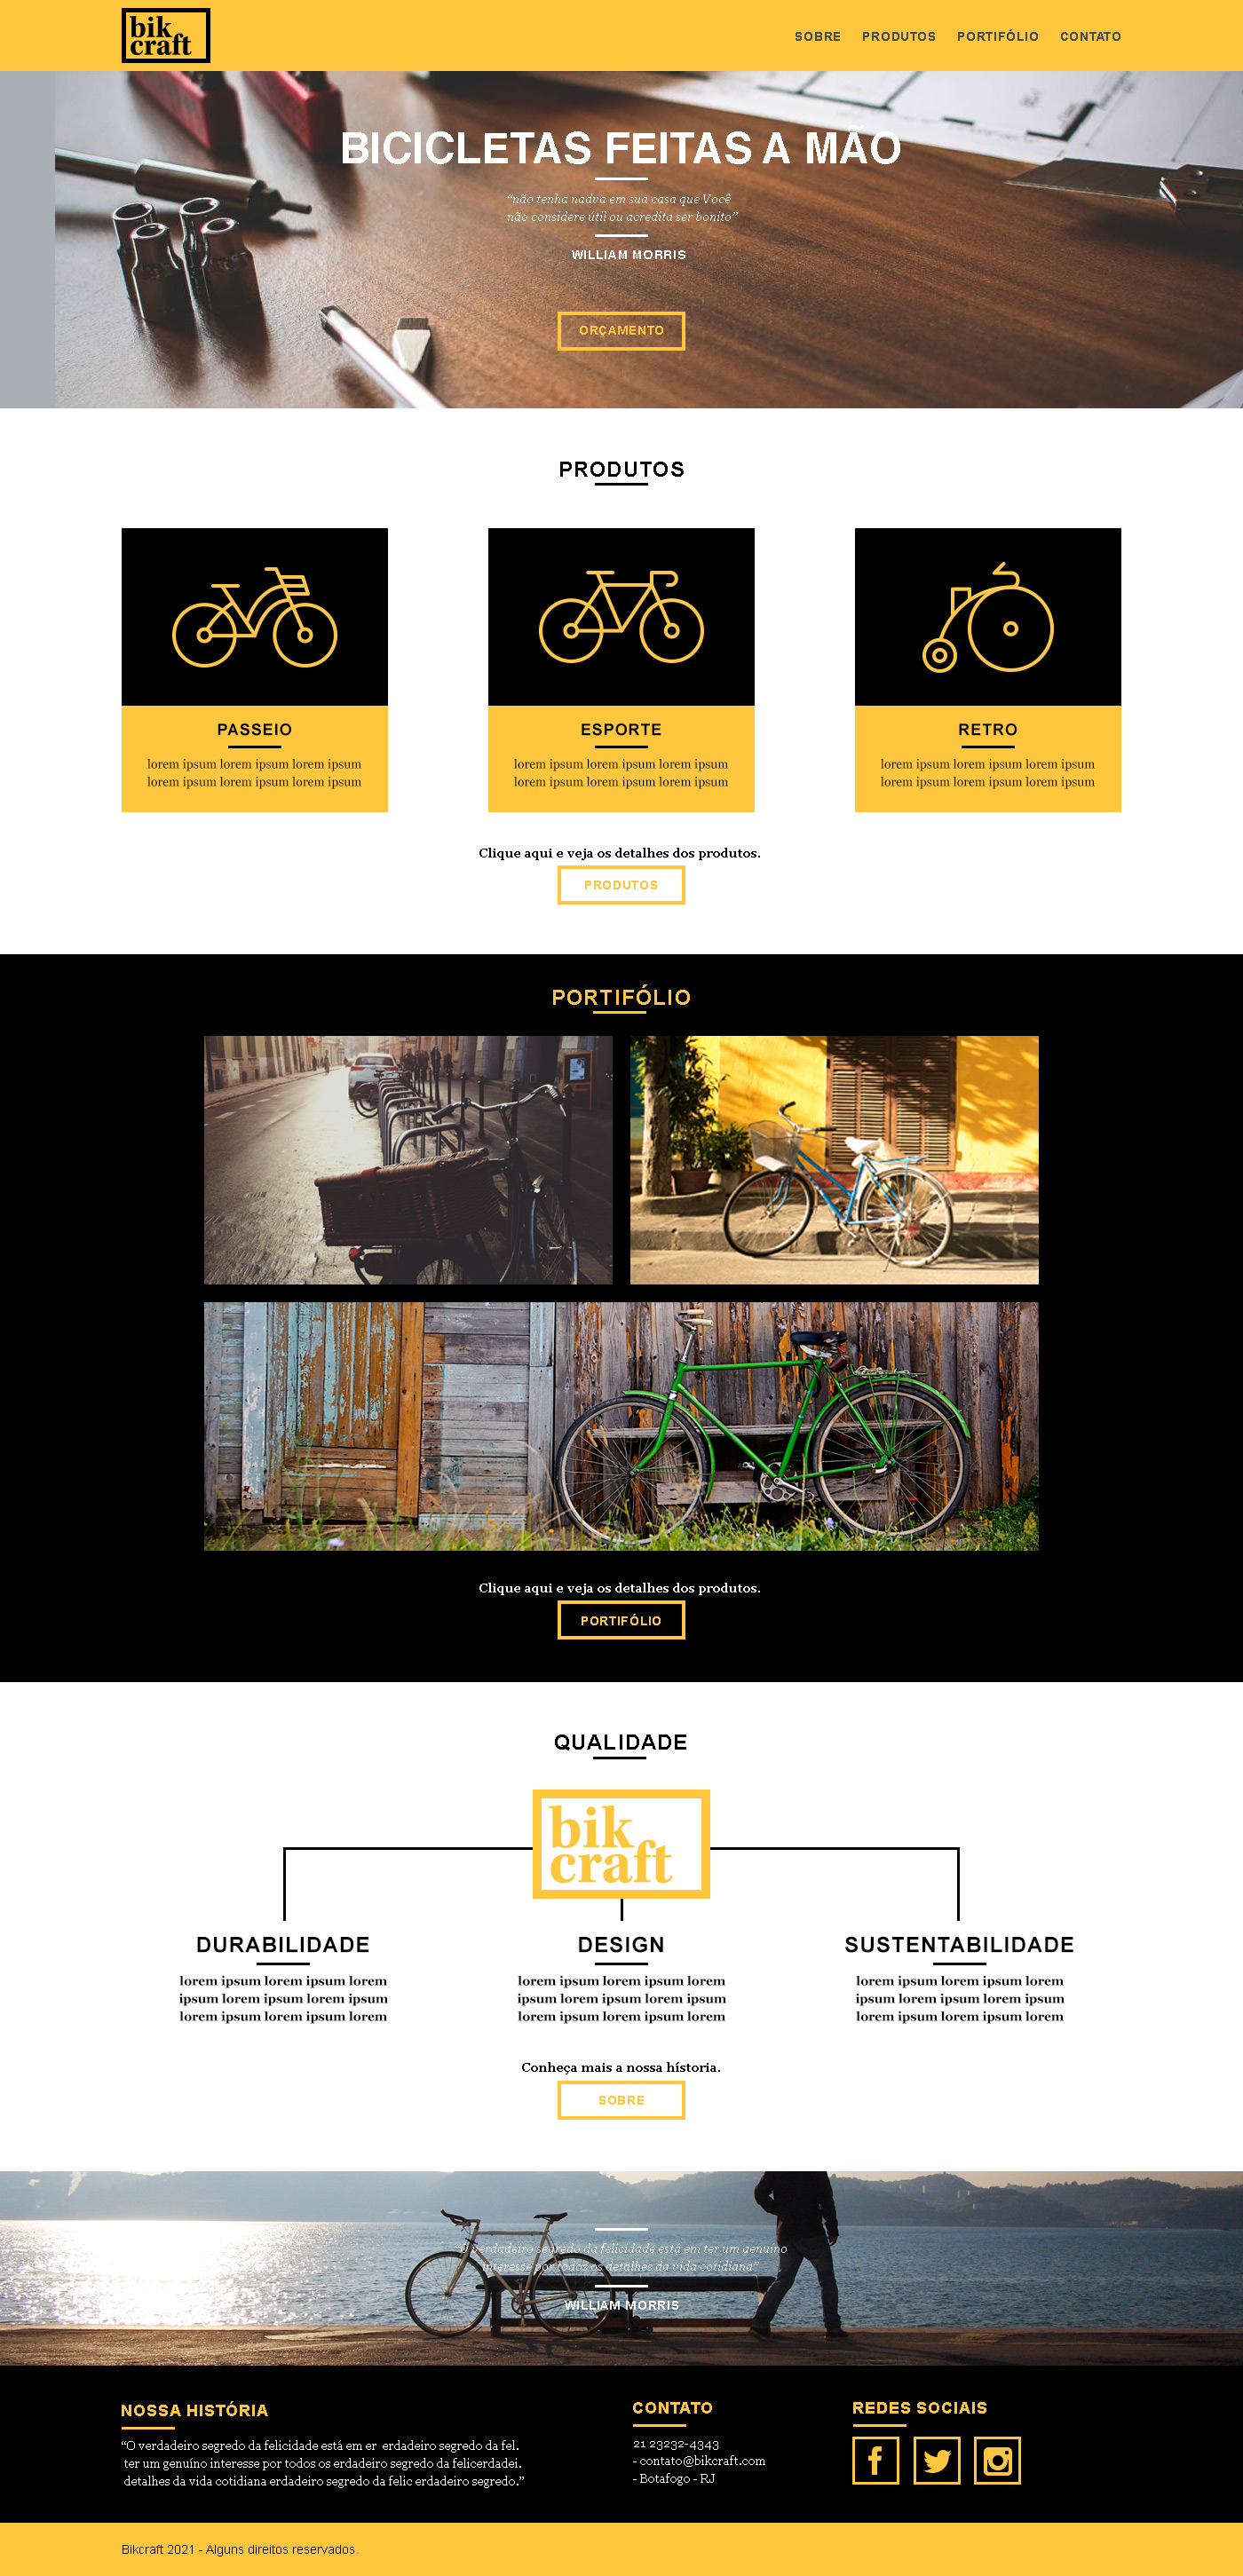 bik
craft
SOBRE PRODUTOS PORTIFÓLIO CONTATO
BICICLETAS FEITAS A MÃO
“não tenha nadva em sua casa que Você
não considere útil ou acredita ser bonito”
WILLIAM MORRIS
ORÇAMENTO
PRODUTOS
PASSEIO
lorem ipsum lorem ipsum lorem ipsum
lorem ipsum lorem ipsum lorem ipsum
ESPORTE
lorem ipsum lorem ipsum lorem ipsum
lorem ipsum lorem ipsum lorem ipsum
RETRO
lorem ipsum lorem ipsum lorem ipsum
lorem ipsum lorem ipsum lorem ipsum
Clique aqui e veja os detalhes dos produtos.
PRODUTOS
PORTIFÓLIO
Clique aqui e veja os detalhes dos produtos.
PORTIFÓLIO
QUALIDADE
bik
craft
DURABILIDADE
lorem ipsum lorem ipsum lorem
ipsum lorem ipsum lorem ipsum
lorem ipsum lorem ipsum lorem
DESIGN
lorem ipsum lorem ipsum lorem
ipsum lorem ipsum lorem ipsum
lorem ipsum lorem ipsum lorem
SUSTENTABILIDADE
lorem ipsum lorem ipsum lorem
ipsum lorem ipsum lorem ipsum
lorem ipsum lorem ipsum lorem
Conheça mais a nossa hístoria.
SOBRE
“O verdadeiro segredo da felicidade está em ter um genuíno
interesse por todos os detalhes da vida cotidiana”
WILLIAM MORRIS
NOSSA HISTÓRIA
“O verdadeiro segredo da felicidade está em er erdadeiro segredo da fel.
ter um genuíno interesse por todos os erdadeiro segredo da felicerdadei.
detalhes da vida cotidiana erdadeiro segredo da felic erdadeiro segredo.”
CONTATO
21 23232-4343
- contato@bikcraft.com
- Botafogo - RJ
REDES SOCIAIS
Bikcraft 2021 - Alguns direitos reservados.